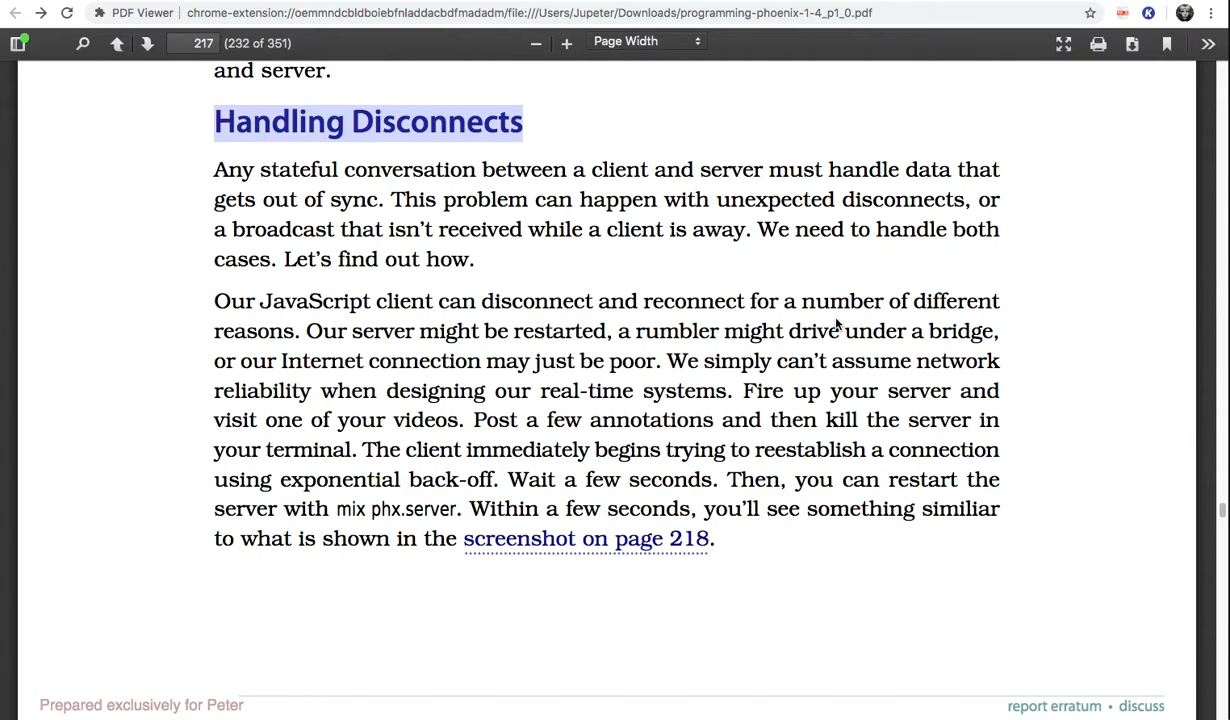 PDF Viewer
chrome-extension://oemmndcbldboiebfnladdacbdfmadadm/file:///Users/Jupeter/Downloads/programming-phoenix-1-4_p1_0.pdf
217 (232 of 351)
Page Width
and server.
Handling Disconnects
Any stateful conversation between a client and server must handle data that
gets out of sync. This problem can happen with unexpected disconnects, or
a broadcast that isn't received while a client is away. We need to handle both
cases. Let's find out how.
Our JavaScript client can disconnect and reconnect for a number of different
reasons. Our server might be restarted, a rumbler might drive under a bridge,
or our Internet connection may just be poor. We simply can't assume network
reliability when designing our real-time systems. Fire up your server and
visit one of your videos. Post a few annotations and then kill the server in
your terminal. The client immediately begins trying to reestablish a connection
using exponential back-off. Wait a few seconds. Then, you can restart the
server with mix phx.server. Within a few seconds, you'll see something similiar
to what is shown in the screenshot on page 218.
Prepared exclusively for Peter
report erratum • discuss